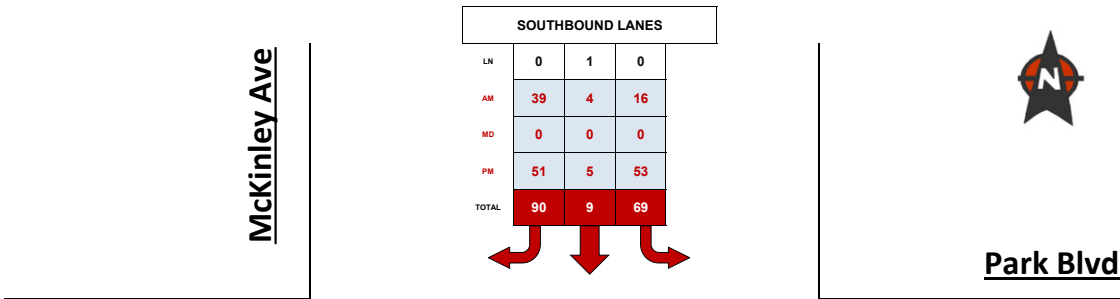 SOUTHBOUND LANES
LN 0 1 0
AM 39 4 16
MD 0 0 0
PM 51 5 53
TOTAL 90 9 69
McKinley Ave
N
Park Blvd